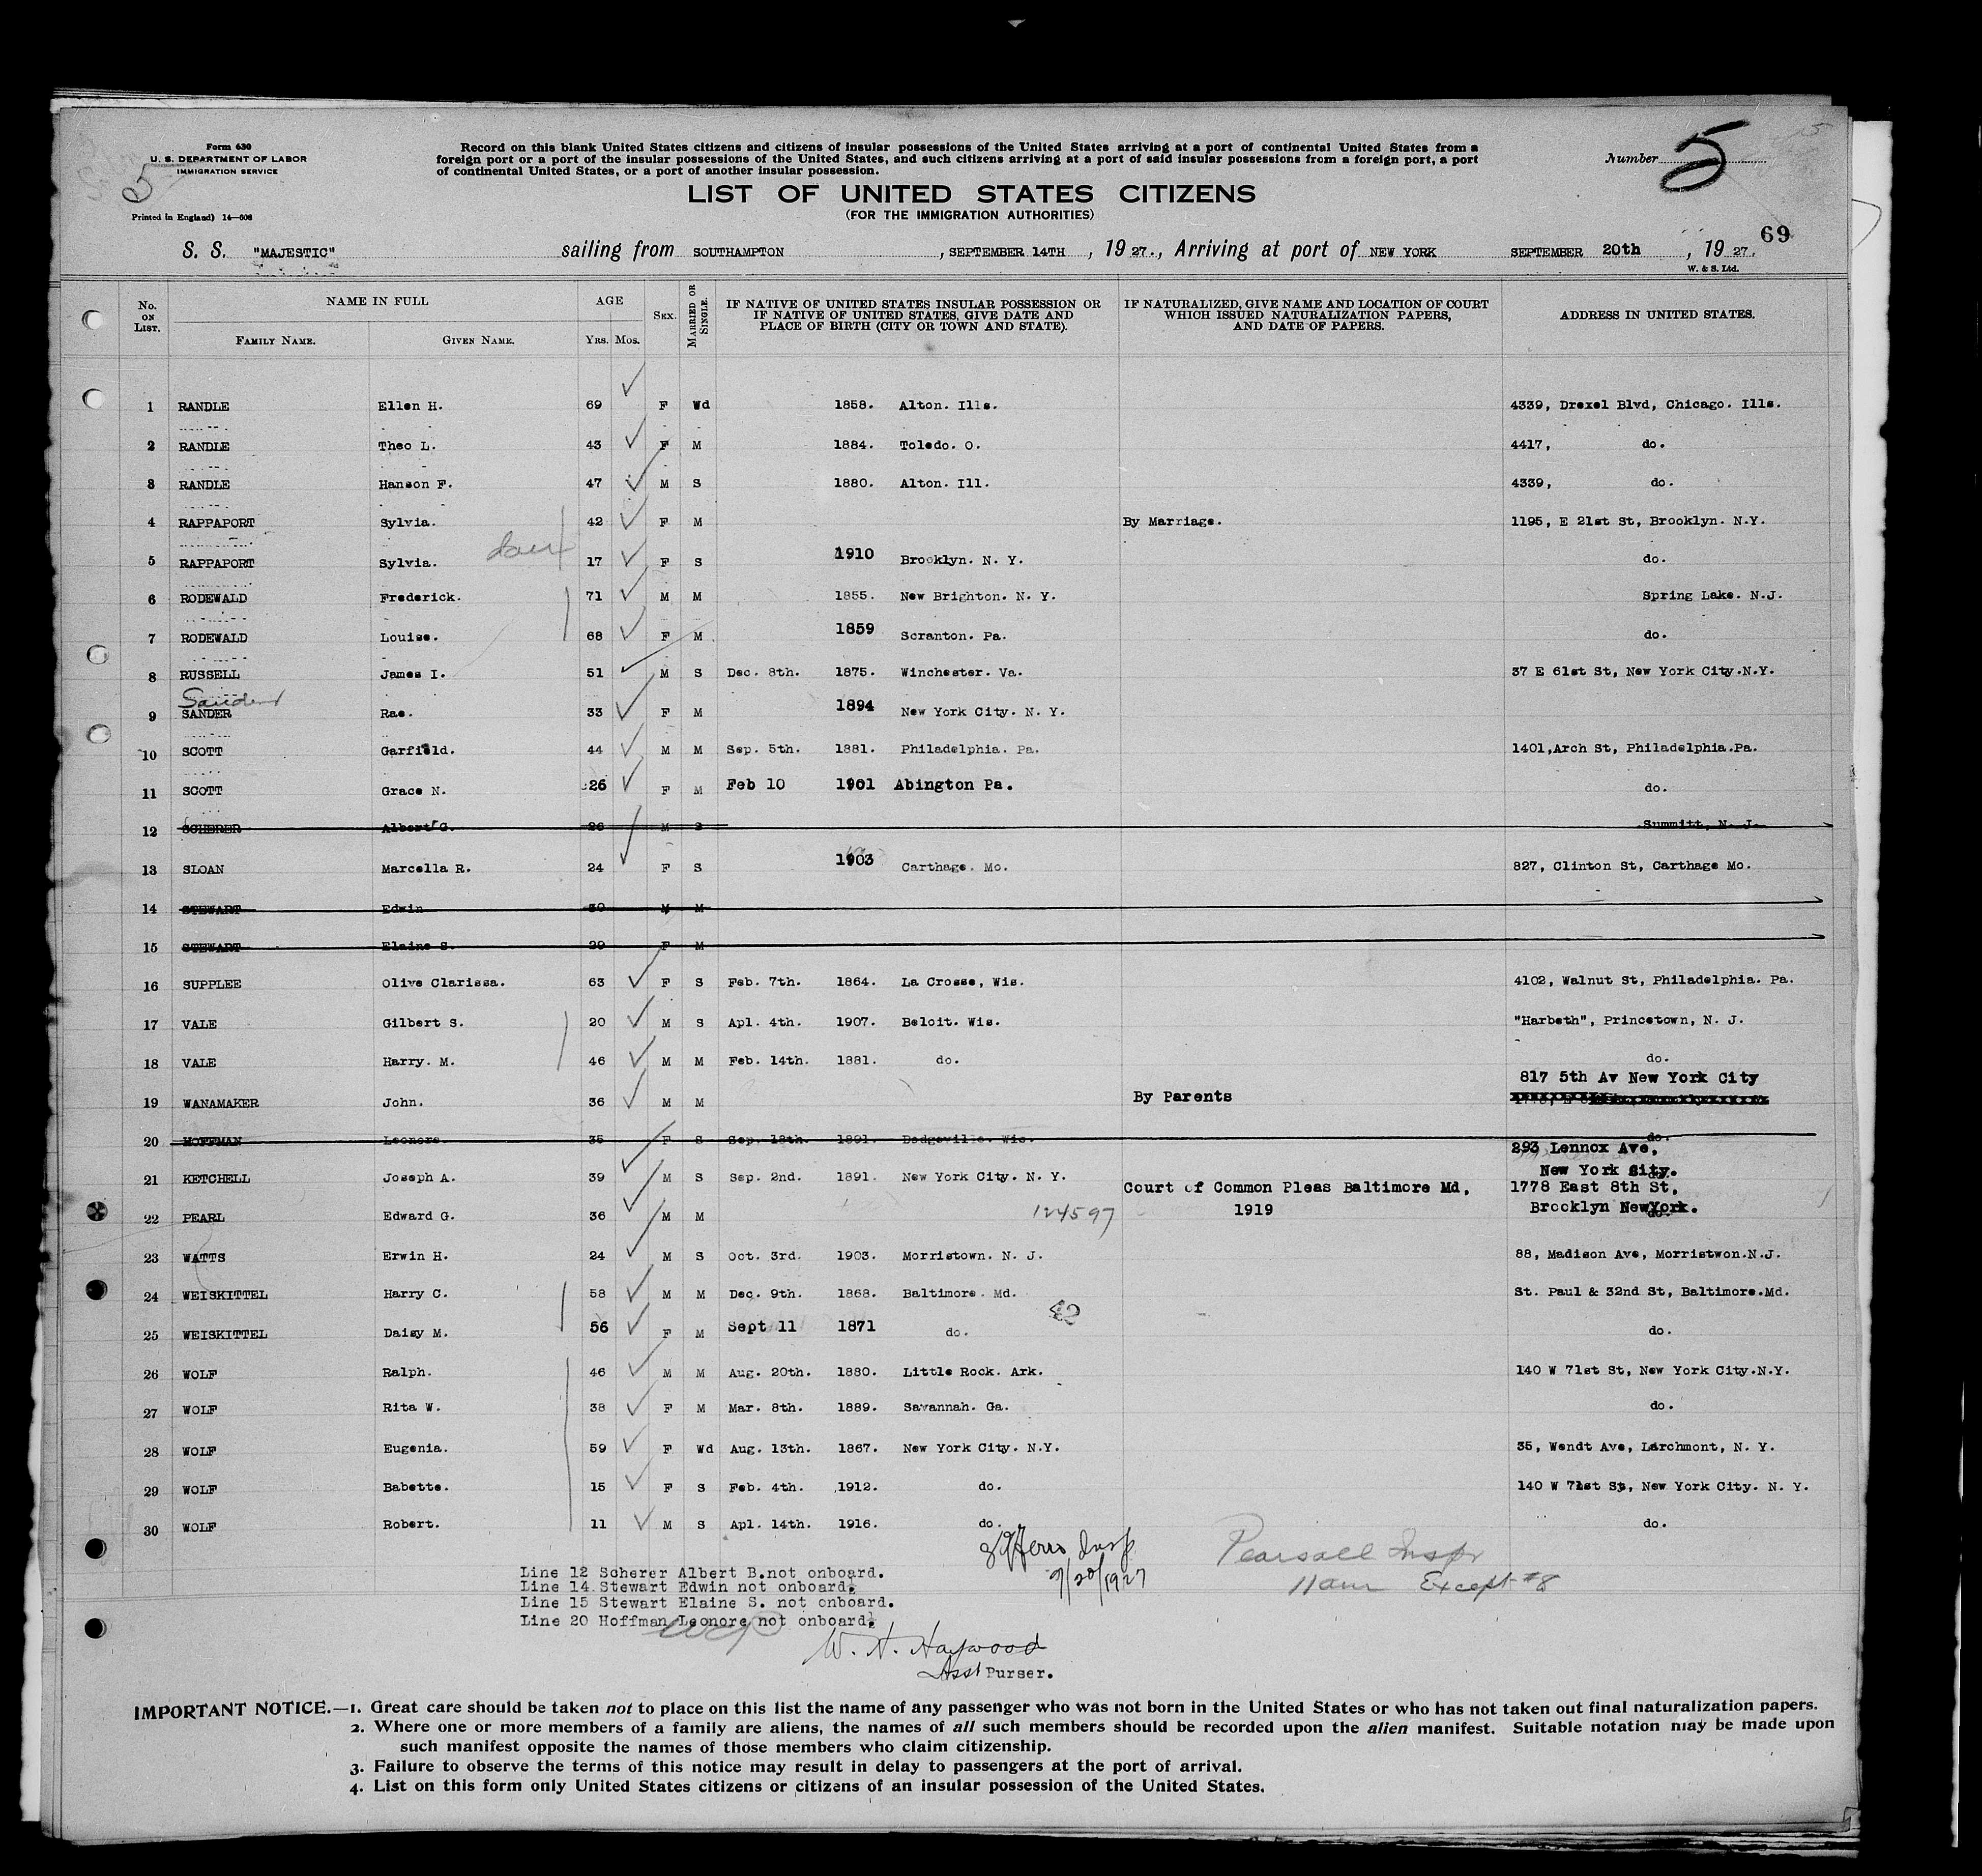 Form 630
U. S. DEPARTMENT OF LABOR
IMMIGRATION SERVICE
Printed in England) 14—608
Record on this blank United States citizens and citizens of insular possessions of the United States arriving at a port of continental United States from a
foreign port or a port of the insular possessions of the United States, and such citizens arriving at a port of said insular possessions from a foreign port, a port
of continental United States, or a port of another insular possession.
Number 5
5
LIST OF UNITED STATES CITIZENS
(FOR THE IMMIGRATION AUTHORITIES)
69
S. S. "MAJESTIC" sailing from SOUTHAMPTON , SEPTEMBER 14TH , 19 27., Arriving at port of NEW YORK SEPTEMBER 20th , 19 27.
W. & S. Ltd.
No. ON LIST. NAME IN FULL FAMILY NAME. GIVEN NAME. AGE YRS. MOS. SEX. MARRIED OR SINGLE. IF NATIVE OF UNITED STATES INSULAR POSSESSION OR IF NATIVE OF UNITED STATES, GIVE DATE AND PLACE OF BIRTH (CITY OR TOWN AND STATE). IF NATURALIZED, GIVE NAME AND LOCATION OF COURT WHICH ISSUED NATURALIZATION PAPERS, AND DATE OF PAPERS. ADDRESS IN UNITED STATES.
1 RANDLE Ellen H. 69 F Wd 1858. Alton. Ills. 4339, Drexel Blvd, Chicago. Ills.
2 RANDLE Theo L. 43 F M 1884. Toledo. O. 4417, do.
3 RANDLE Hanson F. 47 M S 1880. Alton. Ill. 4339, do.
4 RAPPAPORT Sylvia. 42 F M By Marriage. 1195, E 21st St, Brooklyn. N.Y.
5 RAPPAPORT Sylvia. 17 F S 1910 Brooklyn. N. Y. do.
6 RODEWALD Frederick. 71 M M 1855. New Brighton. N. Y. Spring Lake. N.J.
7 RODEWALD Louise. 68 F M 1859 Scranton. Pa. do.
8 RUSSELL James I. 51 M S Dec. 8th. 1875. Winchester. Va. 37 E 61st St, New York City.N.Y.
9 SANDER Rae. 33 F M 1894 New York City. N. Y.
10 SCOTT Garfield. 44 M M Sep. 5th. 1881. Philadelphia. Pa. 1401,Arch St, Philadelphia.Pa.
11 SCOTT Grace N. 26 F M Feb 10 1901 Abington Pa. do.
12 SCHERER Albert G. 26 M S Summitt, N. J.
13 SLOAN Marcella R. 24 F S 1903 Carthage. Mo. 827, Clinton St, Carthage Mo.
14 STEWART Edwin 30 M M
15 STEWART Elaine S. 29 F M
16 SUPPLEE Olive Clarissa. 63 F S Feb. 7th. 1864. La Crosse, Wis. 4102, Walnut St, Philadelphia. Pa.
17 VALE Gilbert S. 20 M S Apl. 4th. 1907. Beloit. Wis. "Harbeth", Princetown, N. J.
18 VALE Harry. M. 46 M M Feb. 14th. 1881. do. do.
817 5th Av New York City
19 WANAMAKER John. 36 M M By Parents
20 HOFFMAN Leonore 35 F S Sep. 18th. 1891. Dodgeville. Wis. do.
293 Lennox Ave,
New York City.
21 KETCHELL Joseph A. 39 M S Sep. 2nd. 1891. New York City. N. Y.
Court of Common Pleas Baltimore Md, 1778 East 8th St,
22 PEARL Edward G. 36 M M 124597 1919 Brooklyn NewYork.
23 WATTS Erwin H. 24 M S Oct. 3rd. 1903. Morristown. N. J. 88, Madison Ave, Morristwon.N.J.
24 WEISKITTEL Harry C. 58 M M Dec. 9th. 1868. Baltimore. Md. St. Paul & 32nd St, Baltimore.Md.
25 WEISKITTEL Daisy M. 56 F M Sept 11 1871 do. do.
26 WOLF Ralph. 46 M M Aug. 20th. 1880. Little Rock. Ark. 140 W 71st St, New York City.N.Y.
27 WOLF Rita W. 38 F M Mar. 8th. 1889. Savannah. Ga. do.
28 WOLF Eugenia. 59 F Wd Aug. 13th. 1867. New York City. N.Y. 35, Wendt Ave, Larchmont, N. Y.
29 WOLF Babette. 15 F S Feb. 4th. 1912. do. 140 W 71st St, New York City. N. Y.
30 WOLF Robert. 11 M S Apl. 14th. 1916. do. do.
9/20/1927
Pearsall Inspr
11am Except #8
Line 12 Scherer Albert B.not onboard.
Line 14 Stewart Edwin not onboard.
Line 15 Stewart Elaine S. not onboard.
Line 20 Hoffman Leonore not onboard.
W. H. Haywood
Asst Purser.
IMPORTANT NOTICE.—1. Great care should be taken not to place on this list the name of any passenger who was not born in the United States or who has not taken out final naturalization papers.
2. Where one or more members of a family are aliens, the names of all such members should be recorded upon the alien manifest. Suitable notation may be made upon
such manifest opposite the names of those members who claim citizenship.
3. Failure to observe the terms of this notice may result in delay to passengers at the port of arrival.
4. List on this form only United States citizens or citizens of an insular possession of the United States.